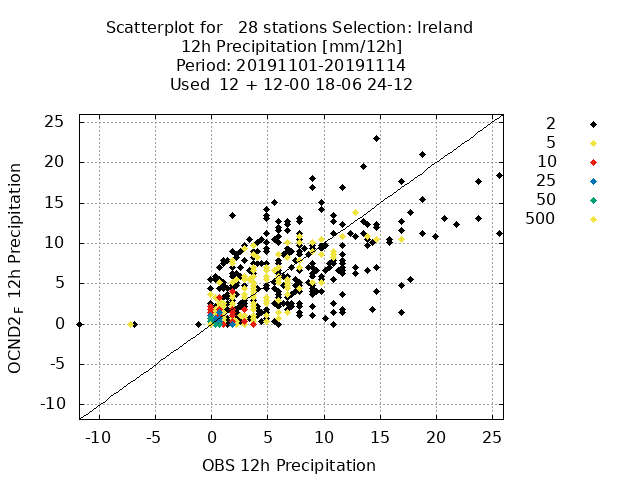 Scatterplot for   28 stations Selection: Ireland
12h Precipitation [mm/12h]
Period: 20191101-20191114
Used  12 + 12-00 18-06 24-12
25
20
15
10
5
0
-5
-10
OCND2F 12h Precipitation
-10 -5 0 5 10 15 20 25
OBS 12h Precipitation
2
5
10
25
50
500